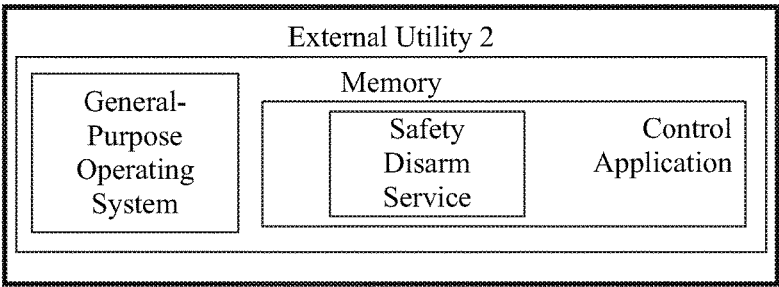 External Utility 2
Memory
General-
Purpose
Operating
System
Safety
Disarm
Service
Control
Application